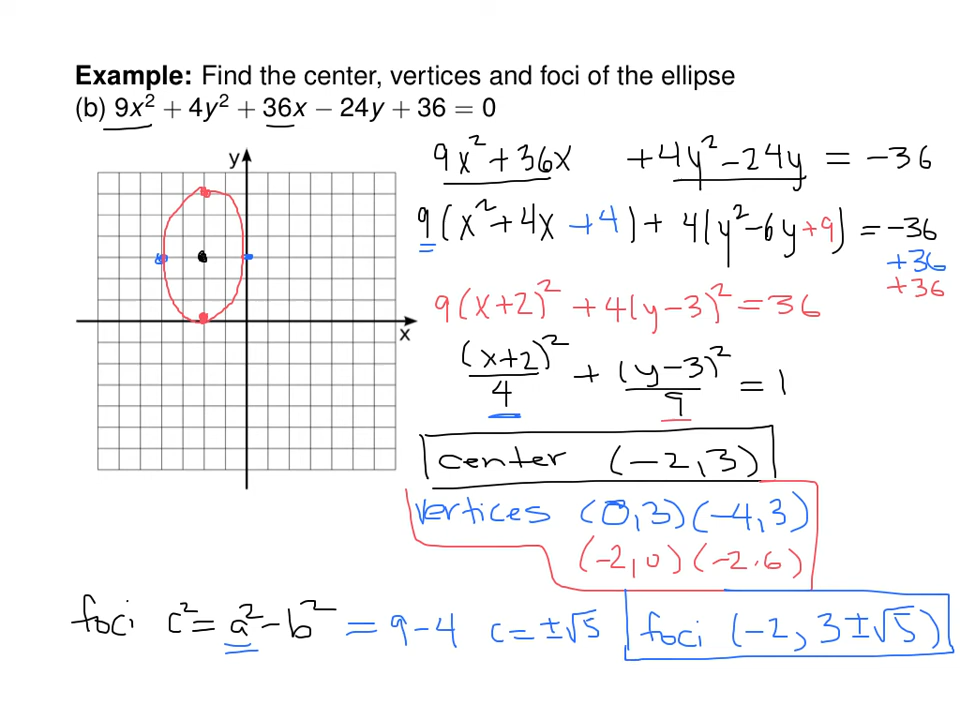 Example: Find the center, vertices and foci of the ellipse
(b) 9x² + 4y² + 36x − 24y + 36 = 0
y
x
9x² + 36x + 4y² − 24y = −36
9(x² + 4x + 4) + 4(y² − 6y + 9) = −36
+36
+36
9(x+2)² + 4(y−3)² = 36
(x+2)²/4 + (y−3)²/9 = 1
center (−2,3)
vertices (0,3)(−4,3)
(−2,0)(−2.6)
foci c² = a² − b² = 9 − 4 c = ±√5 foci (−2, 3 ± √5)